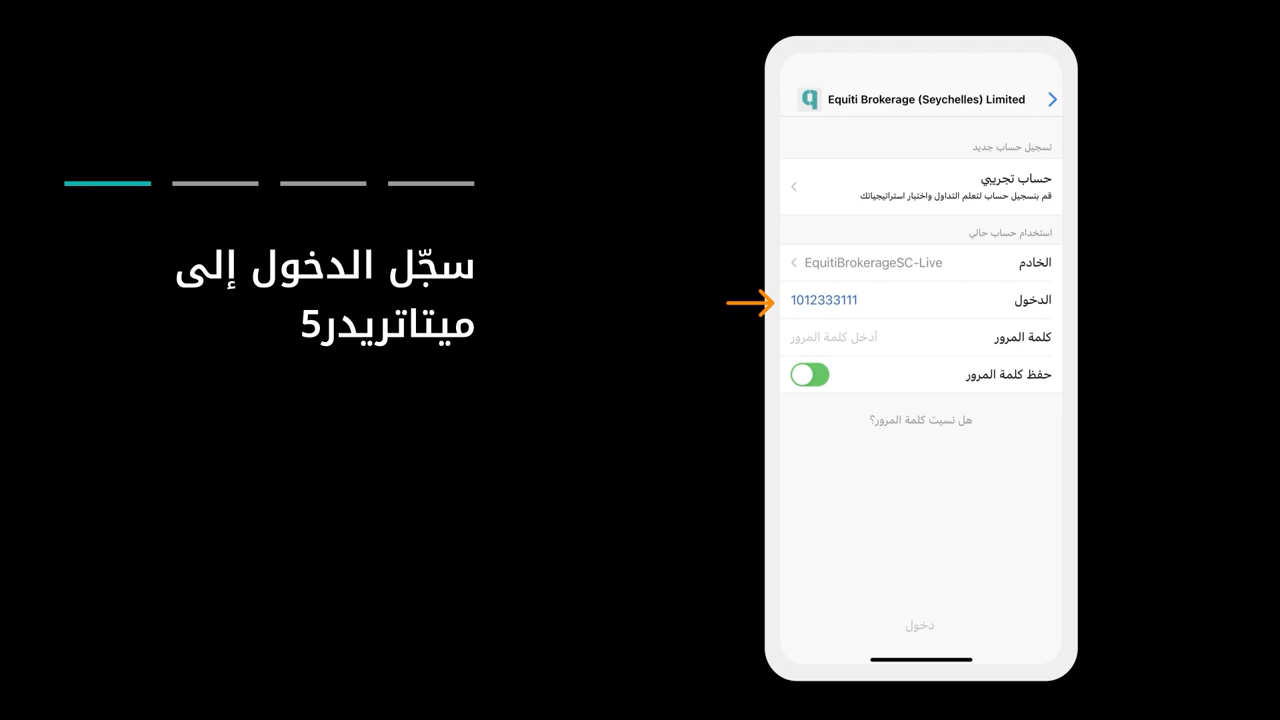 سجّل الدخول إلى
ميتاتريدر5
Equiti Brokerage (Seychelles) Limited
تسجيل حساب جديد
حساب تجريبي
قم بتسجيل حساب لتعلم التداول واختبار استراتيجياتك
استخدام حساب حالي
الخادم EquitiBrokerageSC-Live
الدخول 1012333111
كلمة المرور أدخل كلمة المرور
حفظ كلمة المرور
هل نسيت كلمة المرور؟
دخول